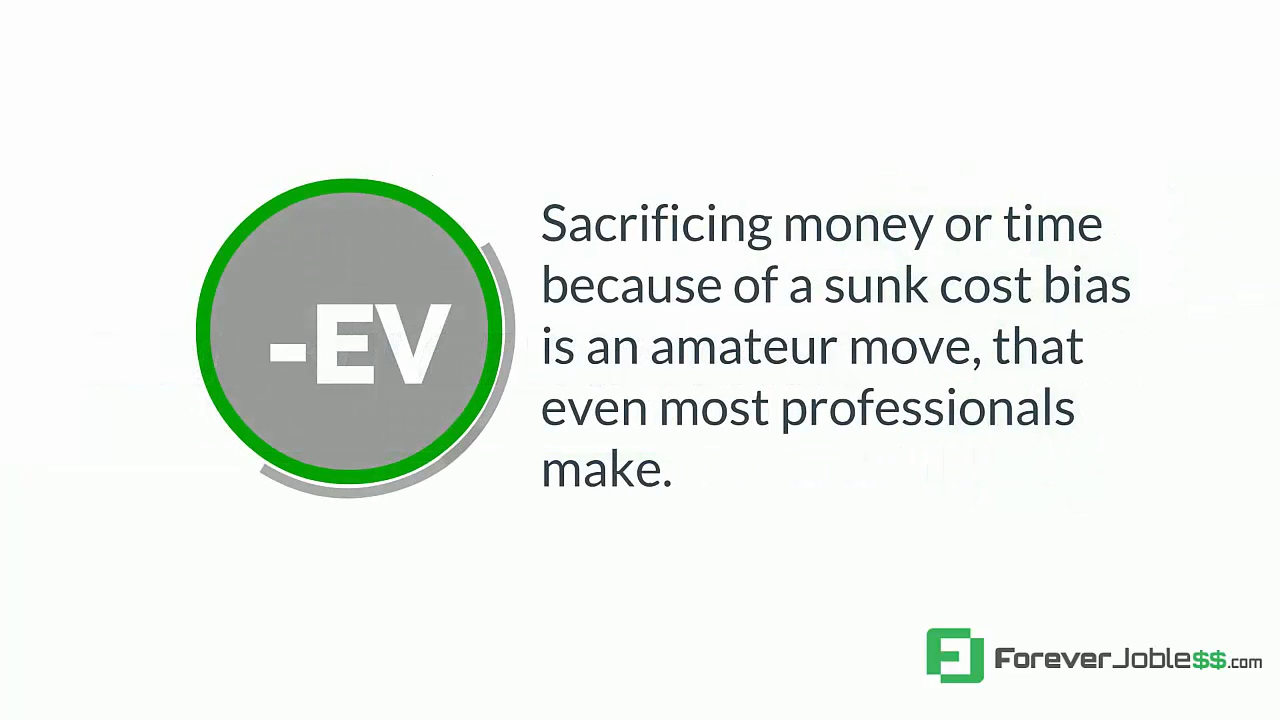 -EV
Sacrificing money or time
because of a sunk cost bias
is an amateur move, that
even most professionals
make.
ForeverJoble$$.com